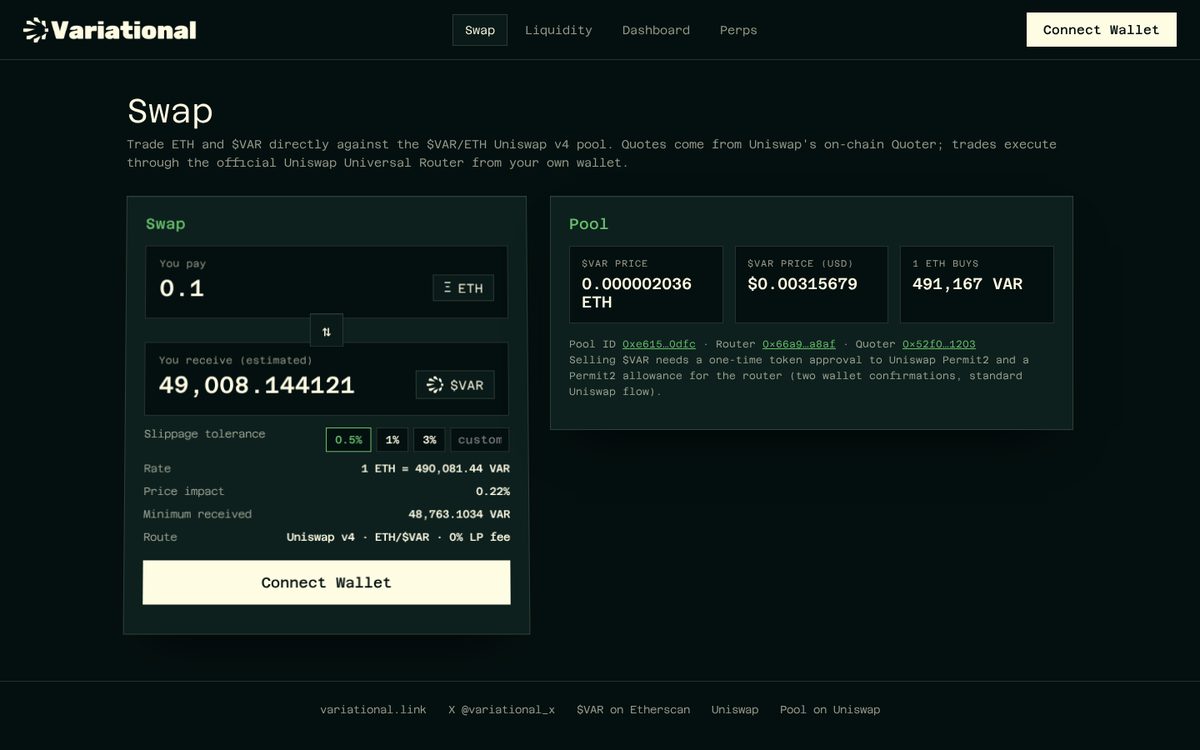 Variational
Swap
Liquidity
Dashboard
Perps
Connect Wallet
Swap
Trade ETH and $VAR directly against the $VAR/ETH Uniswap v4 pool. Quotes come from Uniswap's on-chain Quoter; trades execute
through the official Uniswap Universal Router from your own wallet.
Swap
You pay
0.1
Ξ ETH
⇅
You receive (estimated)
49,008.144121
$VAR
Slippage tolerance
0.5%
1%
3%
custom
Rate
1 ETH = 490,081.44 VAR
Price impact
0.22%
Minimum received
48,763.1034 VAR
Route
Uniswap v4 · ETH/$VAR · 0% LP fee
Connect Wallet
Pool
$VAR PRICE
0.000002036
ETH
$VAR PRICE (USD)
$0.00315679
1 ETH BUYS
491,167 VAR
Pool ID 0xe615…0dfc · Router 0x66a9…a8af · Quoter 0x52f0…1203
Selling $VAR needs a one-time token approval to Uniswap Permit2 and a
Permit2 allowance for the router (two wallet confirmations, standard
Uniswap flow).
variational.link
X @variational_x
$VAR on Etherscan
Uniswap
Pool on Uniswap